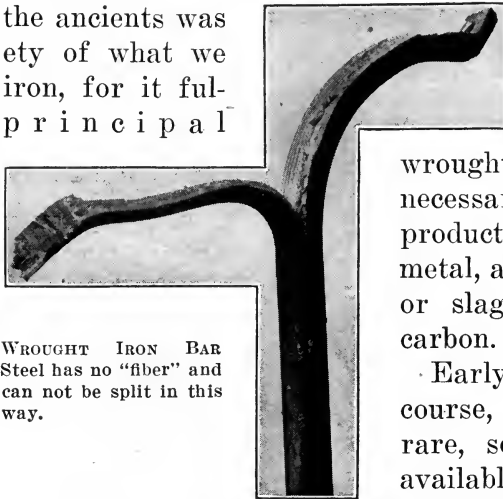 the ancients was
ety of what we
iron, for it ful-
principal
Wrought Iron Bar
Steel has no “fiber” and
can not be split in this
way.
wrought
necessar
product
metal, a
or slag
carbon.
Early
course,
rare, s
availabl